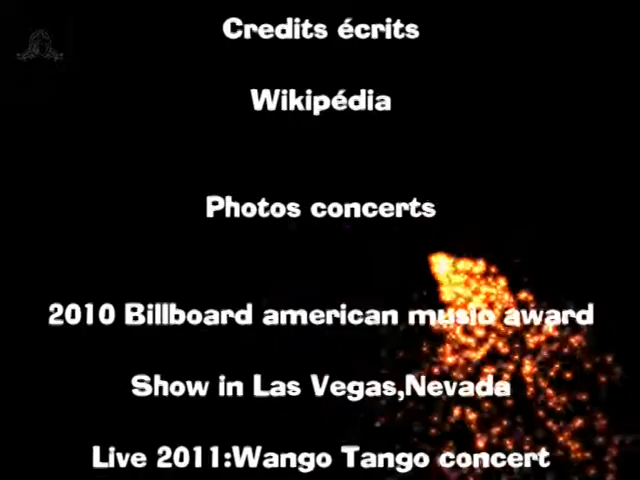 Credits écrits
Wikipédia
Photos concerts
2010 Billboard american music award
Show in Las Vegas,Nevada
Live 2011:Wango Tango concert